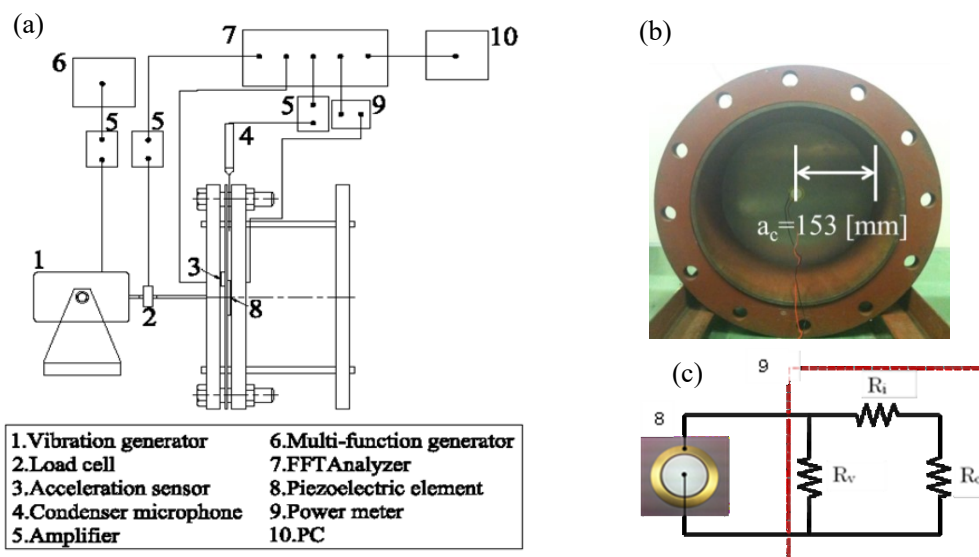 (a)
7
10
6
5
5
5
9
4
1
3
2
8
1.Vibration generator
2.Load cell
3.Acceleration sensor
4.Condenser microphone
5.Amplifier
6.Multi-function generator
7.FFTAnalyzer
8.Piezoelectric element
9.Power meter
10.PC
(b)
a_c=153 [mm]
(c)
9
8
R_i
R_v